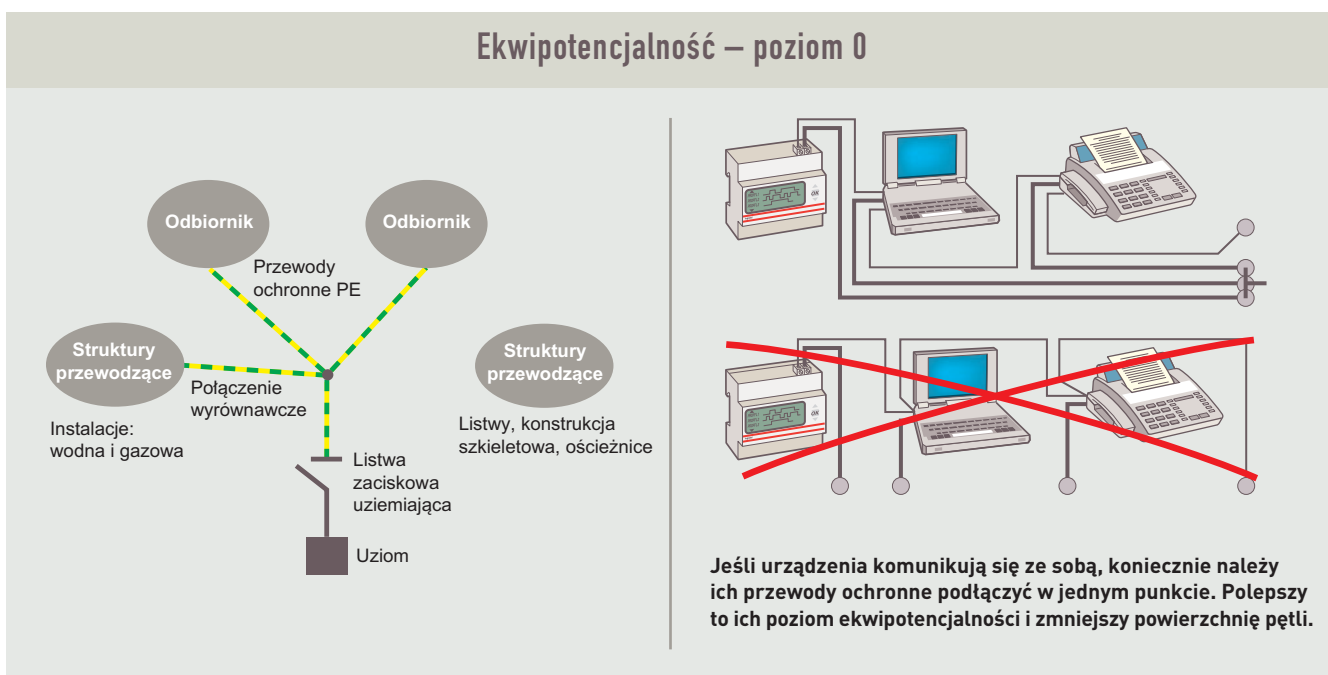 Ekwipotencjalność – poziom 0
Odbiornik
Odbiornik
Przewody
ochronne PE
Struktury
przewodzące
Połączenie
wyrównawcze
Instalacje:
wodna i gazowa
Struktury
przewodzące
Listwy, konstrukcja
szkieletowa, ościeżnice
Listwa
zaciskowa
uziemiająca
Uziom
OK
OK
Jeśli urządzenia komunikują się ze sobą, koniecznie należy
ich przewody ochronne podłączyć w jednym punkcie. Polepszy
to ich poziom ekwipotencjalności i zmniejszy powierzchnię pętli.